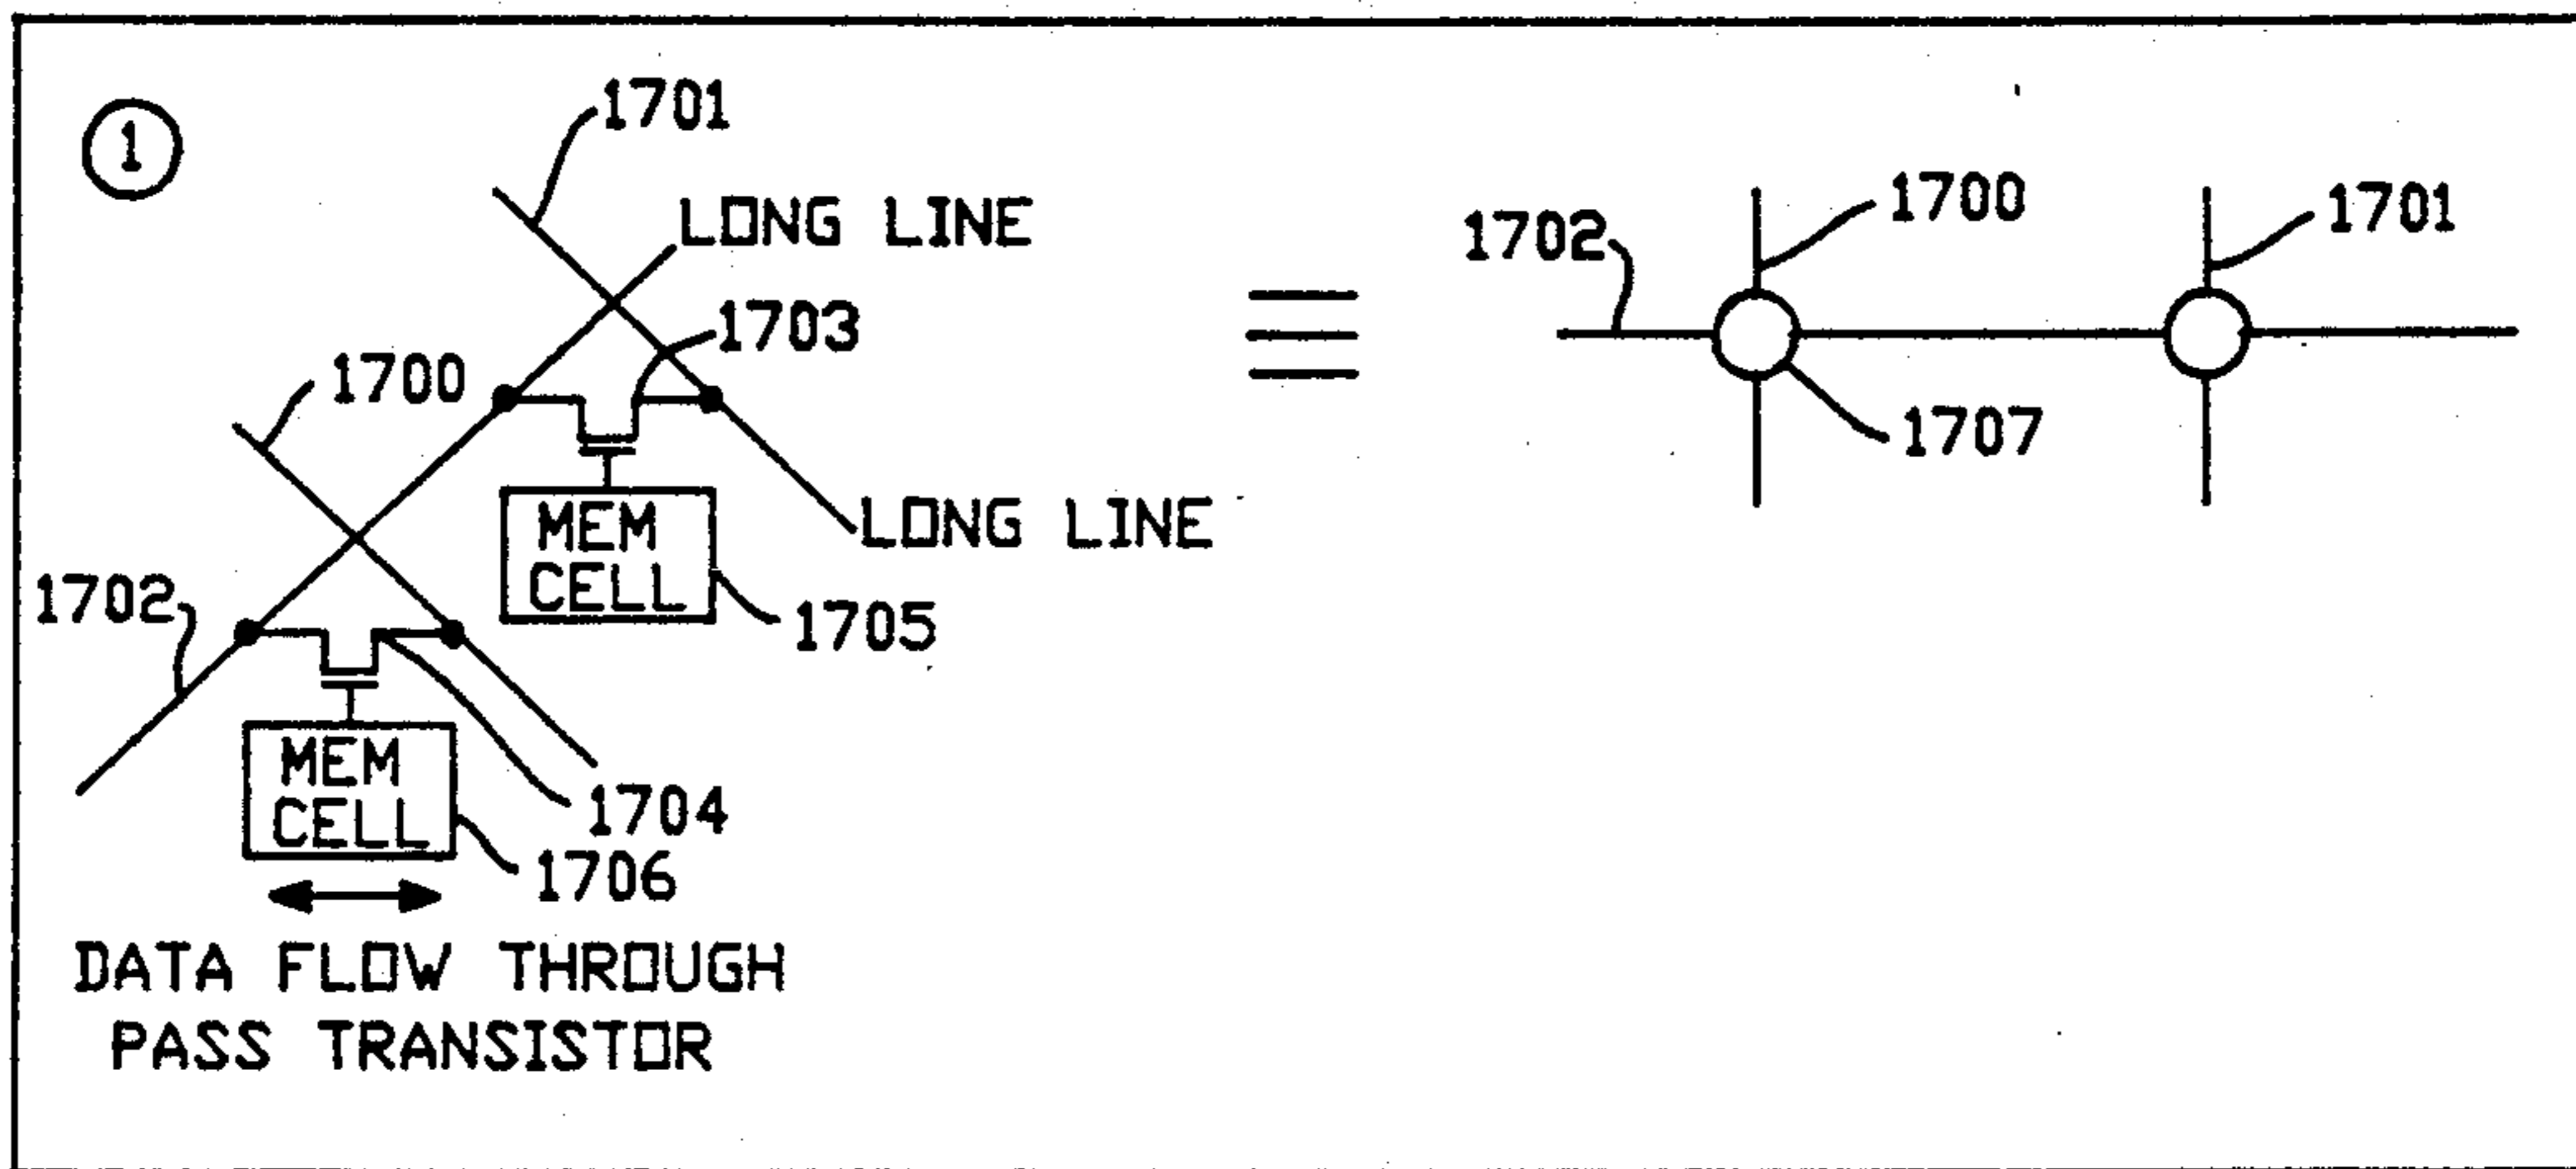 1
1701
LONG LINE
1703
1700
LONG LINE
MEM
CELL
1705
1702
1704
MEM
CELL
1706
DATA FLOW THROUGH
PASS TRANSISTOR
1702
1700
1701
1707